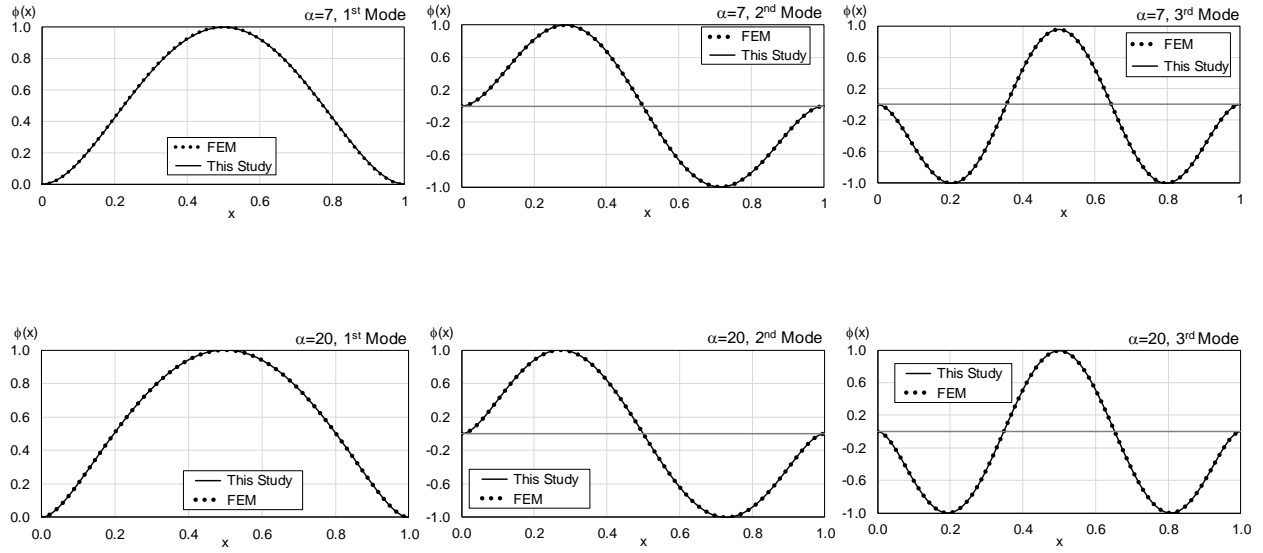 ϕ(x)
α=7, 1st Mode
1.0
0.8
0.6
0.4
0.2
0.0
FEM
This Study
0 0.2 0.4 0.6 0.8 1
x
ϕ(x)
α=7, 2nd Mode
1.0
0.6
0.2
-0.2
-0.6
-1.0
FEM
This Study
0 0.2 0.4 0.6 0.8 1
x
ϕ(x)
α=7, 3rd Mode
1.0
0.6
0.2
-0.2
-0.6
-1.0
FEM
This Study
0 0.2 0.4 0.6 0.8 1
x
ϕ(x)
α=20, 1st Mode
1.0
0.8
0.6
0.4
0.2
0.0
This Study
FEM
0.0 0.2 0.4 0.6 0.8 1.0
x
ϕ(x)
α=20, 2nd Mode
1.0
0.6
0.2
-0.2
-0.6
-1.0
This Study
FEM
0.0 0.2 0.4 0.6 0.8 1.0
x
ϕ(x)
α=20, 3rd Mode
1.0
0.6
0.2
-0.2
-0.6
-1.0
This Study
FEM
0.0 0.2 0.4 0.6 0.8 1.0
x